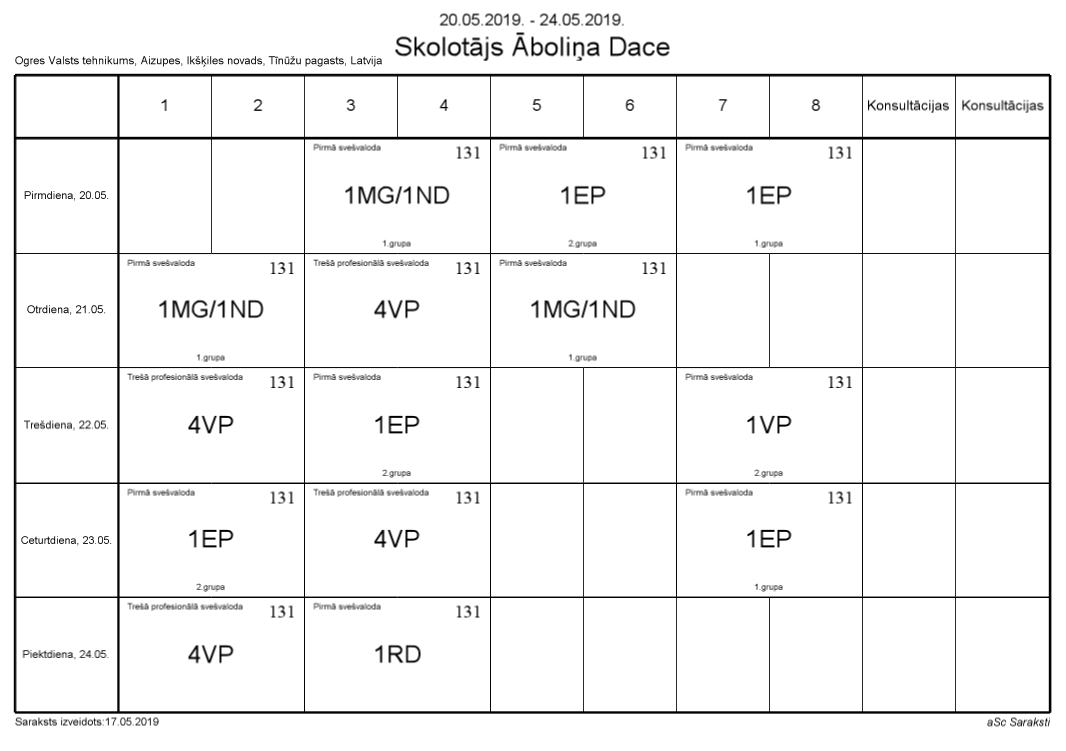 20.05.2019. - 24.05.2019.
Skolotājs Āboliņa Dace
Ogres Valsts tehnikums, Aizupes, Ikšķiles novads, Tīnūžu pagasts, Latvija
1 2 3 4 5 6 7 8 Konsultācijas Konsultācijas
Pirmdiena, 20.05.
Pirmā svešvaloda 131
1MG/1ND
1.grupa
Pirmā svešvaloda 131
1EP
2.grupa
Pirmā svešvaloda 131
1EP
1.grupa
Otrdiena, 21.05.
Pirmā svešvaloda 131
1MG/1ND
1.grupa
Trešā profesionālā svešvaloda 131
4VP
Pirmā svešvaloda 131
1MG/1ND
1.grupa
Trešdiena, 22.05.
Trešā profesionālā svešvaloda 131
4VP
Pirmā svešvaloda 131
1EP
2.grupa
Pirmā svešvaloda 131
1VP
2.grupa
Ceturtdiena, 23.05.
Pirmā svešvaloda 131
1EP
2.grupa
Trešā profesionālā svešvaloda 131
4VP
Pirmā svešvaloda 131
1EP
1.grupa
Piektdiena, 24.05.
Trešā profesionālā svešvaloda 131
4VP
Pirmā svešvaloda 131
1RD
Saraksts izveidots:17.05.2019
aSc Saraksti